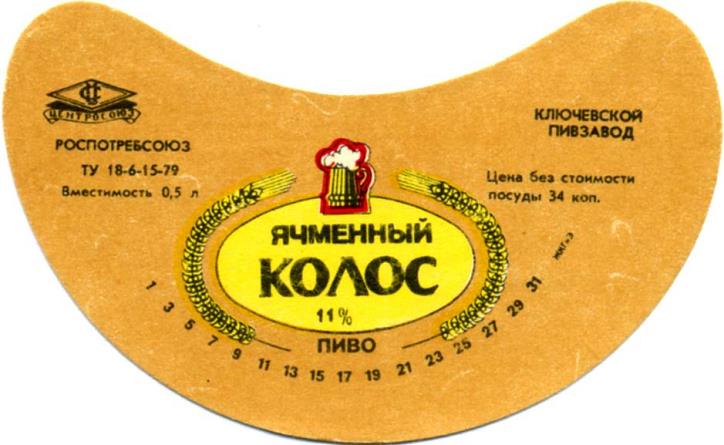 ЦЕНТРОСОЮЗ
РОСПОТРЕБСОЮЗ
ТУ 18-6-15-79
Вместимость 0,5 л
КЛЮЧЕВСКОЙ
ПИВЗАВОД
Цена без стоимости
посуды 34 коп.
ЯЧМЕННЫЙ
КОЛОС
11%
ПИВО
1 3 5 7 9 11 13 15 17 19 21 23 25 27 29 31